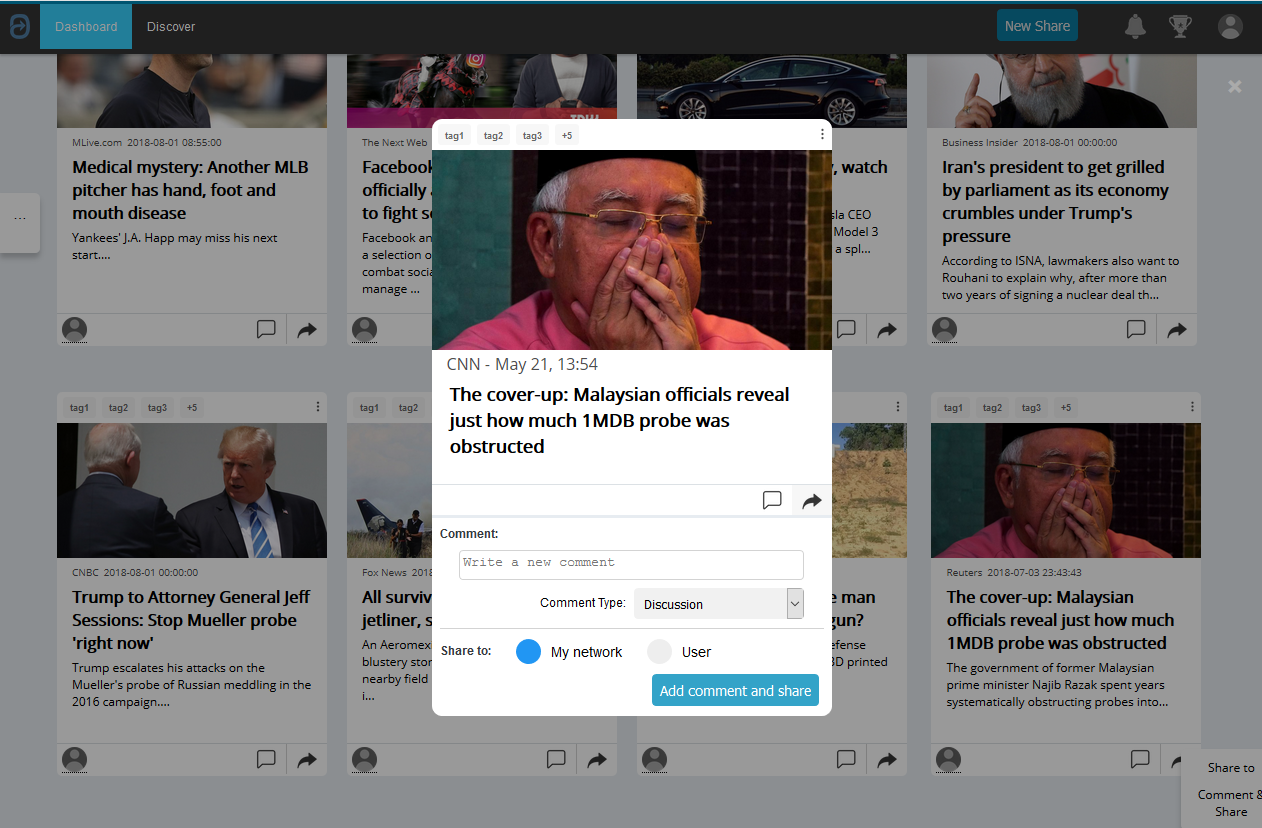 Dashboard
Discover
New Share
MLive.com 2018-08-01 08:55:00
Medical mystery: Another MLB
pitcher has hand, foot and
mouth disease
Yankees' J.A. Happ may miss his next
start....
The Next Web
Facebook
officially
to fight
Facebook an
a selection o
combat socia
manage ...
, watch
sla CEO
Model 3
a spl...
Business Insider 2018-08-01 00:00:00
Iran's president to get grilled
by parliament as its economy
crumbles under Trump's
pressure
According to ISNA, lawmakers also want to
Rouhani to explain why, after more than
two years of signing a nuclear deal th...
...
tag1 tag2 tag3 +5
CNN - May 21, 13:54
The cover-up: Malaysian officials reveal
just how much 1MDB probe was
obstructed
Comment:
Write a new comment
Comment Type: Discussion
Share to: My network User
Add comment and share
tag1 tag2 tag3 +5
CNBC 2018-08-01 00:00:00
Trump to Attorney General Jeff
Sessions: Stop Mueller probe
'right now'
Trump escalates his attacks on the
Mueller's probe of Russian meddling in the
2016 campaign....
tag1 tag2
Fox News 2018
All surviv
jetliner, s
An Aeromex
blustery stor
nearby field
i...
e man
gun?
efense
3D printed
tag1 tag2 tag3 +5
Reuters 2018-07-03 23:43:43
The cover-up: Malaysian
officials reveal just how much
1MDB probe was obstructed
The government of former Malaysian
prime minister Najib Razak spent years
systematically obstructing probes into...
Share to
Comment &
Share